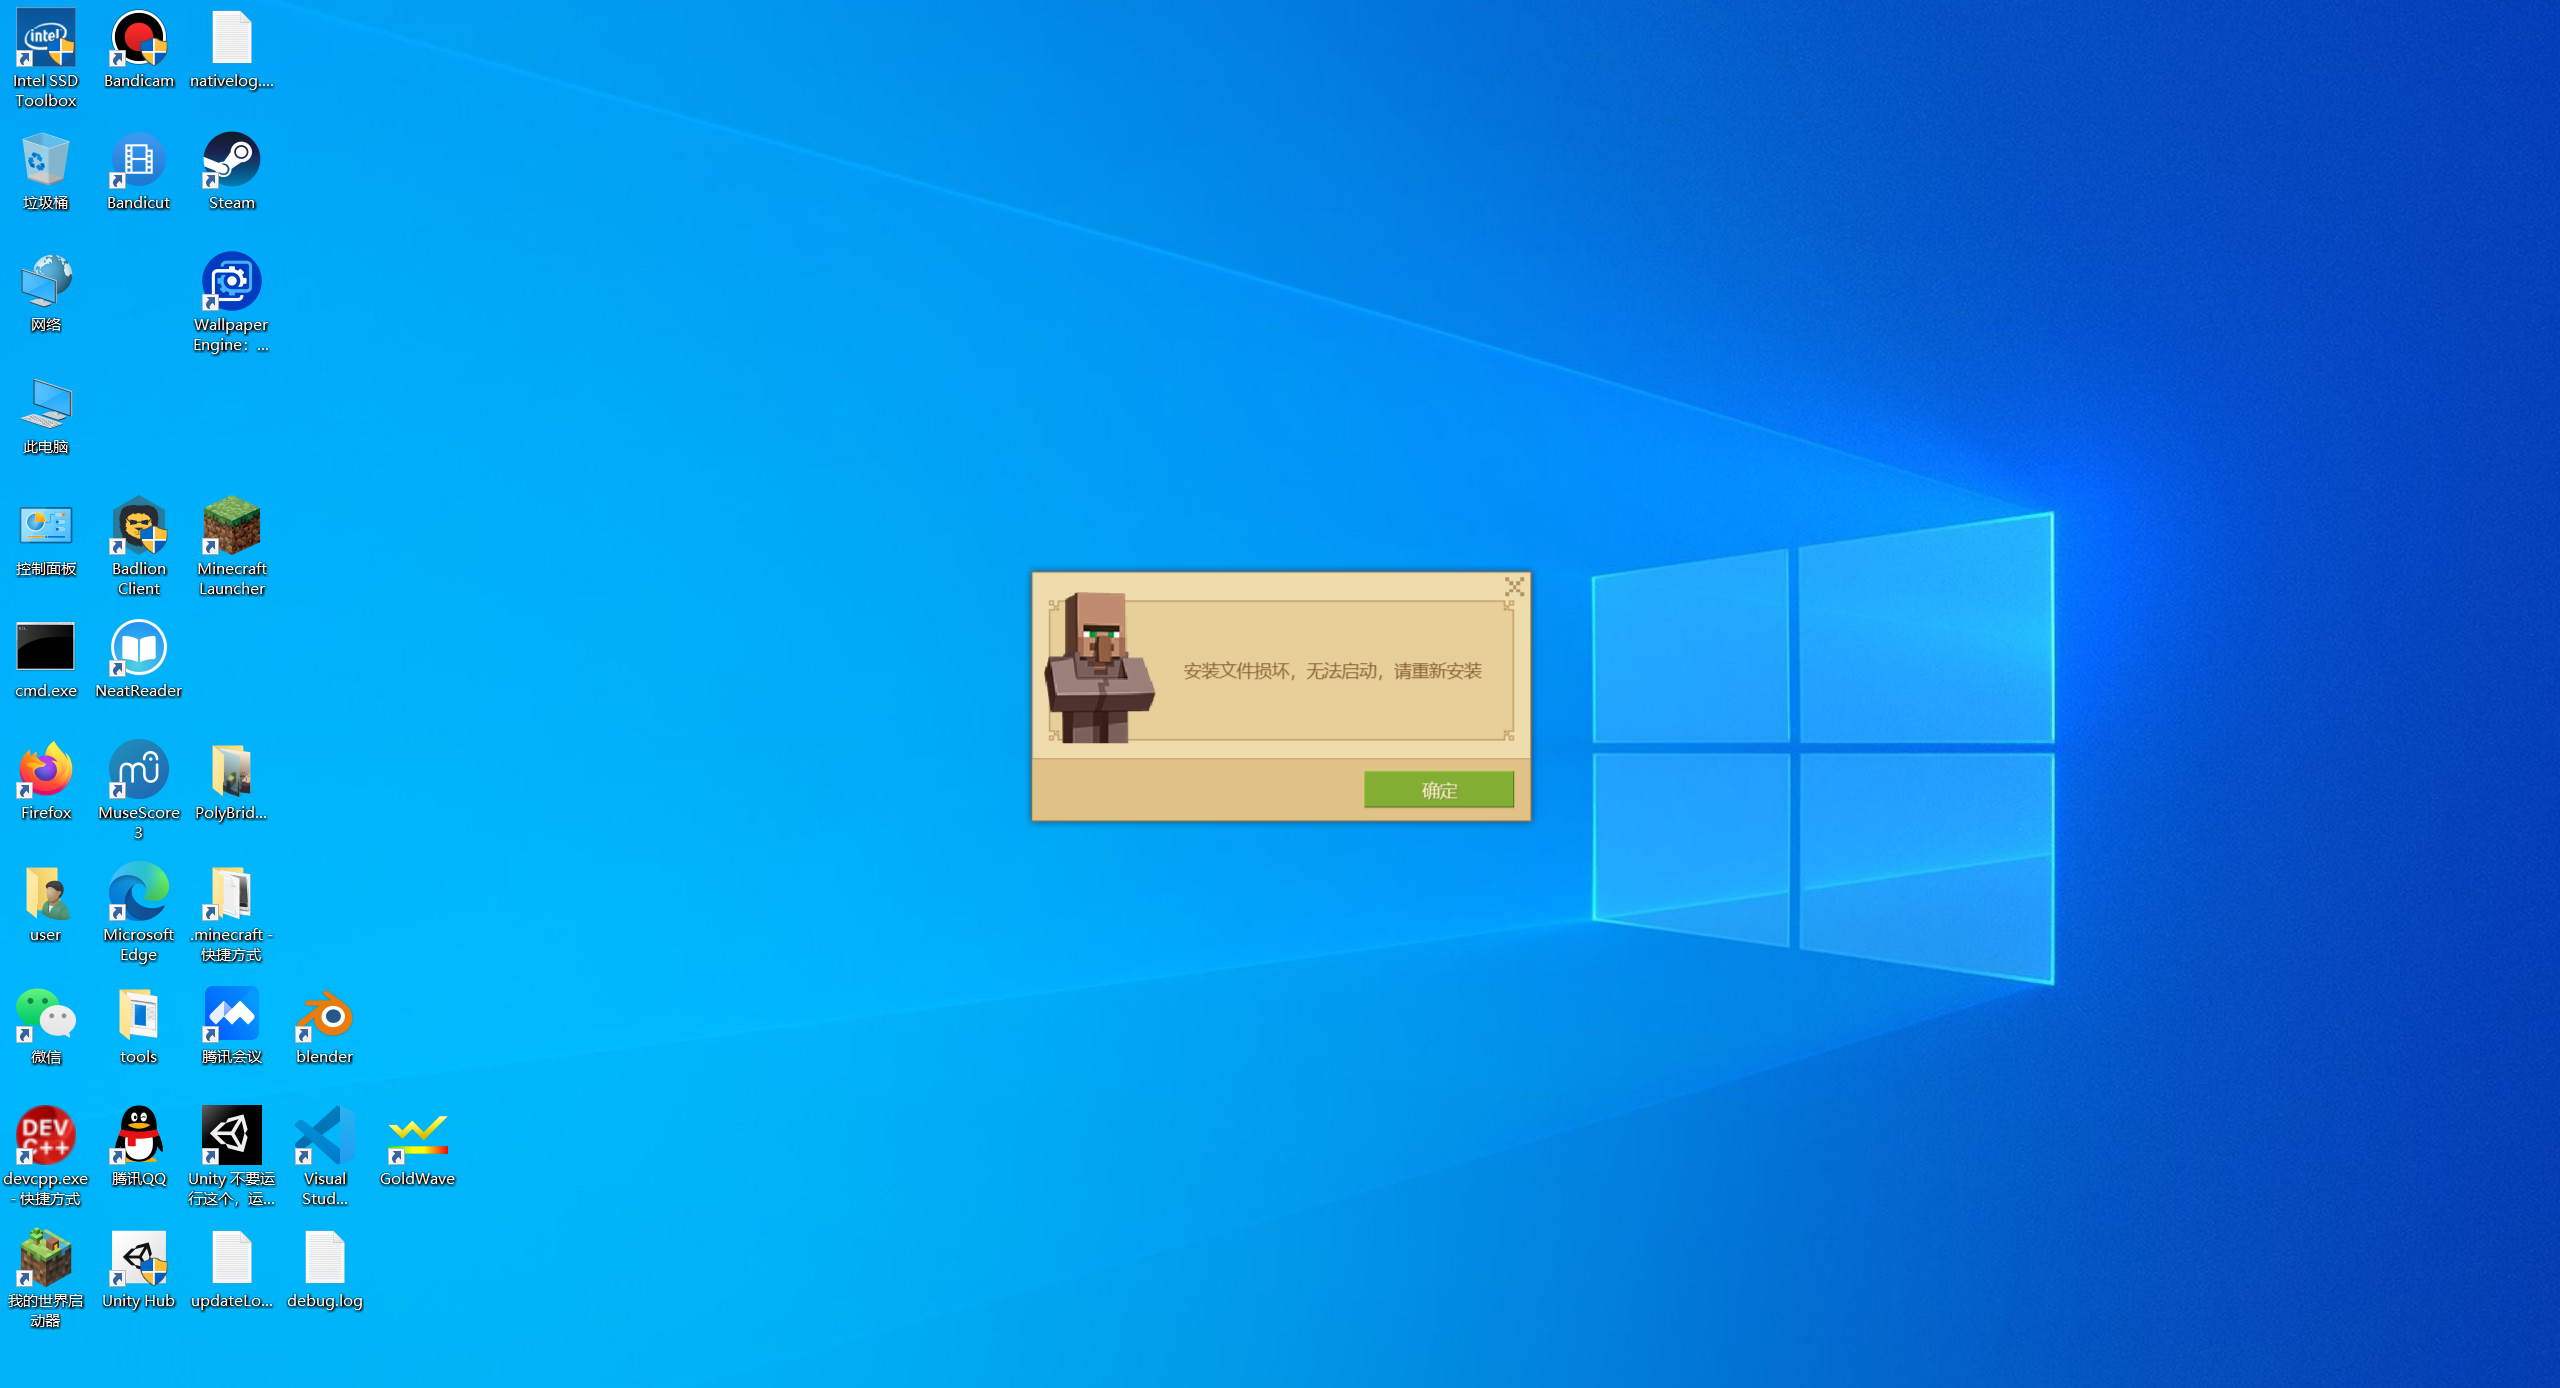 Intel SSD
Toolbox
Bandicam
nativelog....
垃圾桶
Bandicut
Steam
网络
Wallpaper
Engine：...
此电脑
控制面板
Badlion
Client
Minecraft
Launcher
cmd.exe
NeatReader
Firefox
MuseScore
3
PolyBrid...
user
Microsoft
Edge
.minecraft -
快捷方式
微信
tools
腾讯会议
blender
devcpp.exe
- 快捷方式
腾讯QQ
Unity 不要运
行这个，运...
Visual
Stud...
GoldWave
我的世界启
动器
Unity Hub
updateLo...
debug.log
intel
DEV
C++
安装文件损坏，无法启动，请重新安装
确定